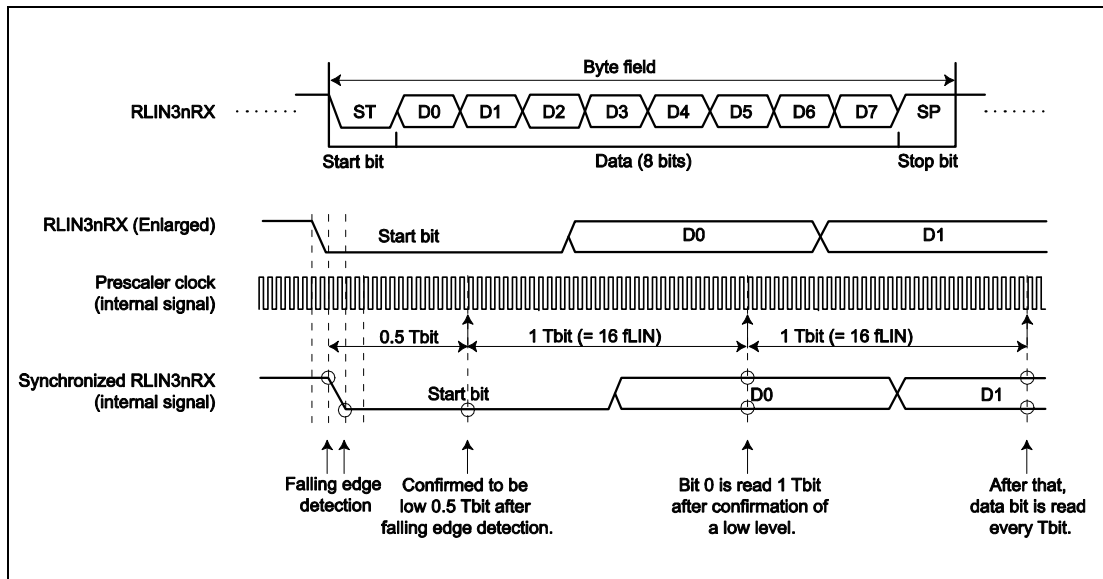 Byte field
RLIN3nRX
ST D0 D1 D2 D3 D4 D5 D6 D7 SP
Start bit Data (8 bits) Stop bit
RLIN3nRX (Enlarged)
Start bit D0 D1
Prescaler clock
(internal signal)
0.5 Tbit 1 Tbit (= 16 fLIN) 1 Tbit (= 16 fLIN)
Synchronized RLIN3nRX
(internal signal)
Start bit D0 D1
Falling edge
detection
Confirmed to be
low 0.5 Tbit after
falling edge detection.
Bit 0 is read 1 Tbit
after confirmation of
a low level.
After that,
data bit is read
every Tbit.